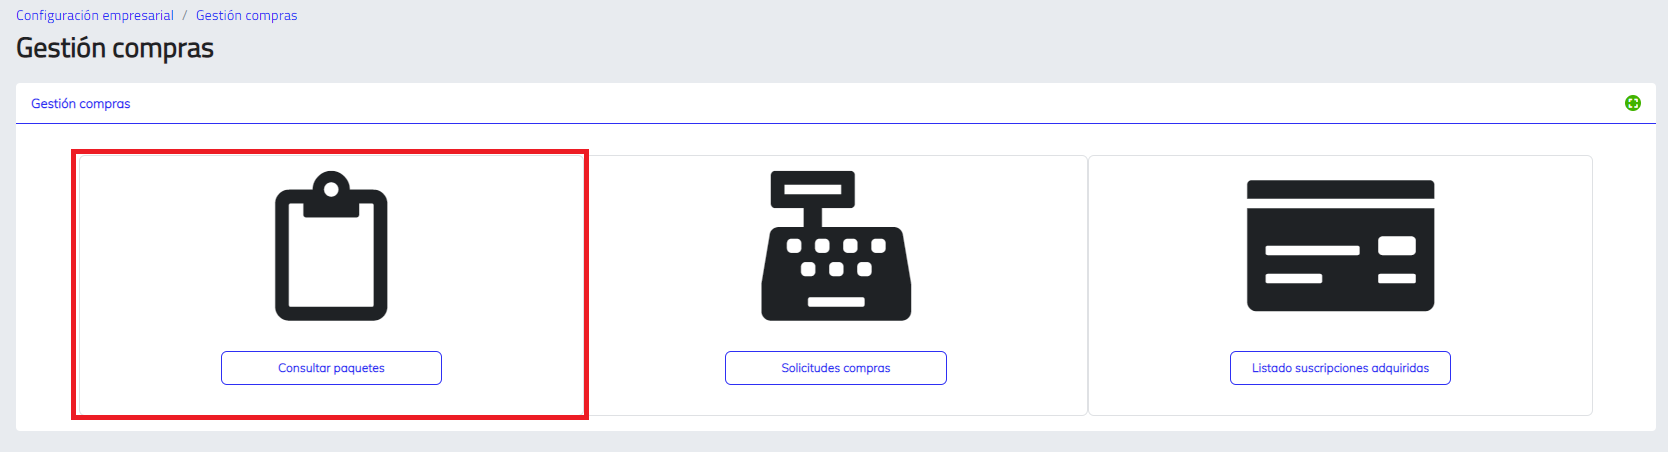 Configuración empresarial / Gestión compras
Gestión compras
Gestión compras
Consultar paquetes
Solicitudes compras
Listado suscripciones adquiridas